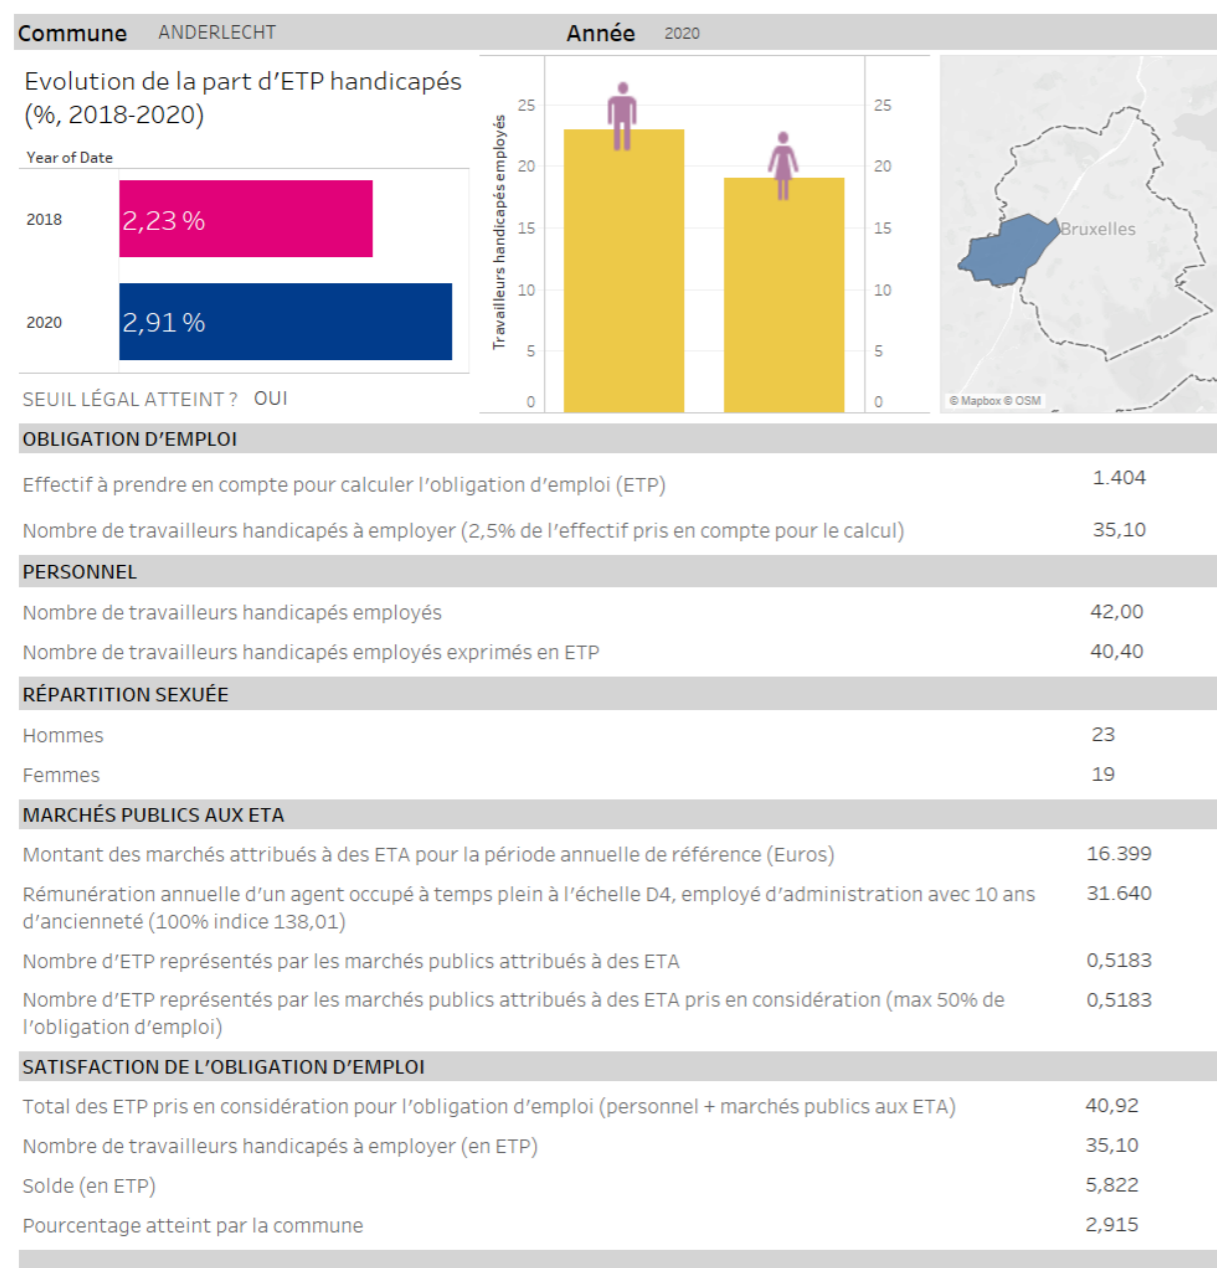 Commune ANDERLECHT Année 2020
Evolution de la part d'ETP handicapés
(%, 2018-2020)
Year of Date
2018 2,23 %
2020 2,91 %
SEUIL LÉGAL ATTEINT ? OUI
Travailleurs handicapés employés
25 25
20 20
15 15
10 10
5 5
0 0
Bruxelles
© Mapbox © OSM
OBLIGATION D'EMPLOI
Effectif à prendre en compte pour calculer l'obligation d'emploi (ETP) 1.404
Nombre de travailleurs handicapés à employer (2,5% de l'effectif pris en compte pour le calcul) 35,10
PERSONNEL
Nombre de travailleurs handicapés employés 42,00
Nombre de travailleurs handicapés employés exprimés en ETP 40,40
RÉPARTITION SEXUÉE
Hommes 23
Femmes 19
MARCHÉS PUBLICS AUX ETA
Montant des marchés attribués à des ETA pour la période annuelle de référence (Euros) 16.399
Rémunération annuelle d'un agent occupé à temps plein à l'échelle D4, employé d'administration avec 10 ans 31.640
d'ancienneté (100% indice 138,01)
Nombre d'ETP représentés par les marchés publics attribués à des ETA 0,5183
Nombre d'ETP représentés par les marchés publics attribués à des ETA pris en considération (max 50% de 0,5183
l'obligation d'emploi)
SATISFACTION DE L'OBLIGATION D'EMPLOI
Total des ETP pris en considération pour l'obligation d'emploi (personnel + marchés publics aux ETA) 40,92
Nombre de travailleurs handicapés à employer (en ETP) 35,10
Solde (en ETP) 5,822
Pourcentage atteint par la commune 2,915